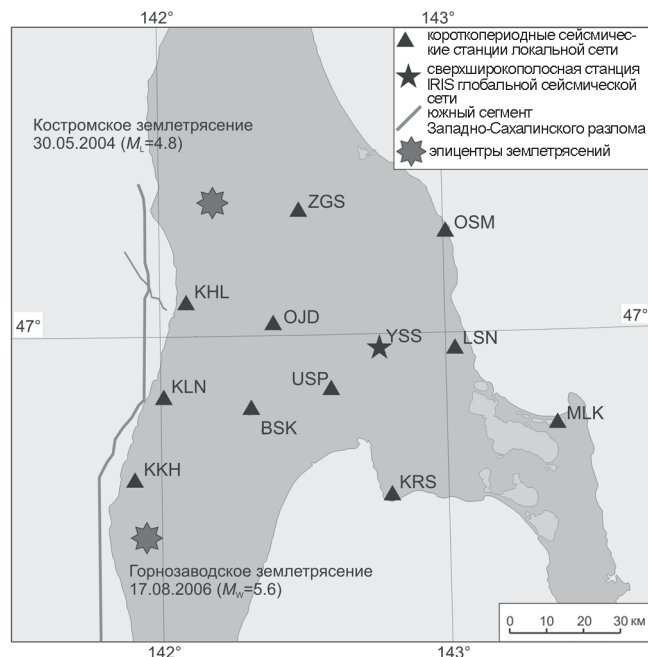 142°
143°
короткопериодные сейсмичес-
кие станции локальной сети
сверхширокополосная станция
IRIS глобальной сейсмической
сети
южный сегмент
Западно-Сахалинского разлома
эпицентры землетрясений
Костромское землетрясение
30.05.2004 (ML=4.8)
ZGS
OSM
KHL
OJD
47°
47°
YSS
LSN
USP
KLN
BSK
MLK
KKH
KRS
Горнозаводское землетрясение
17.08.2006 (MW=5.6)
0 10 20 30 км
142°
143°